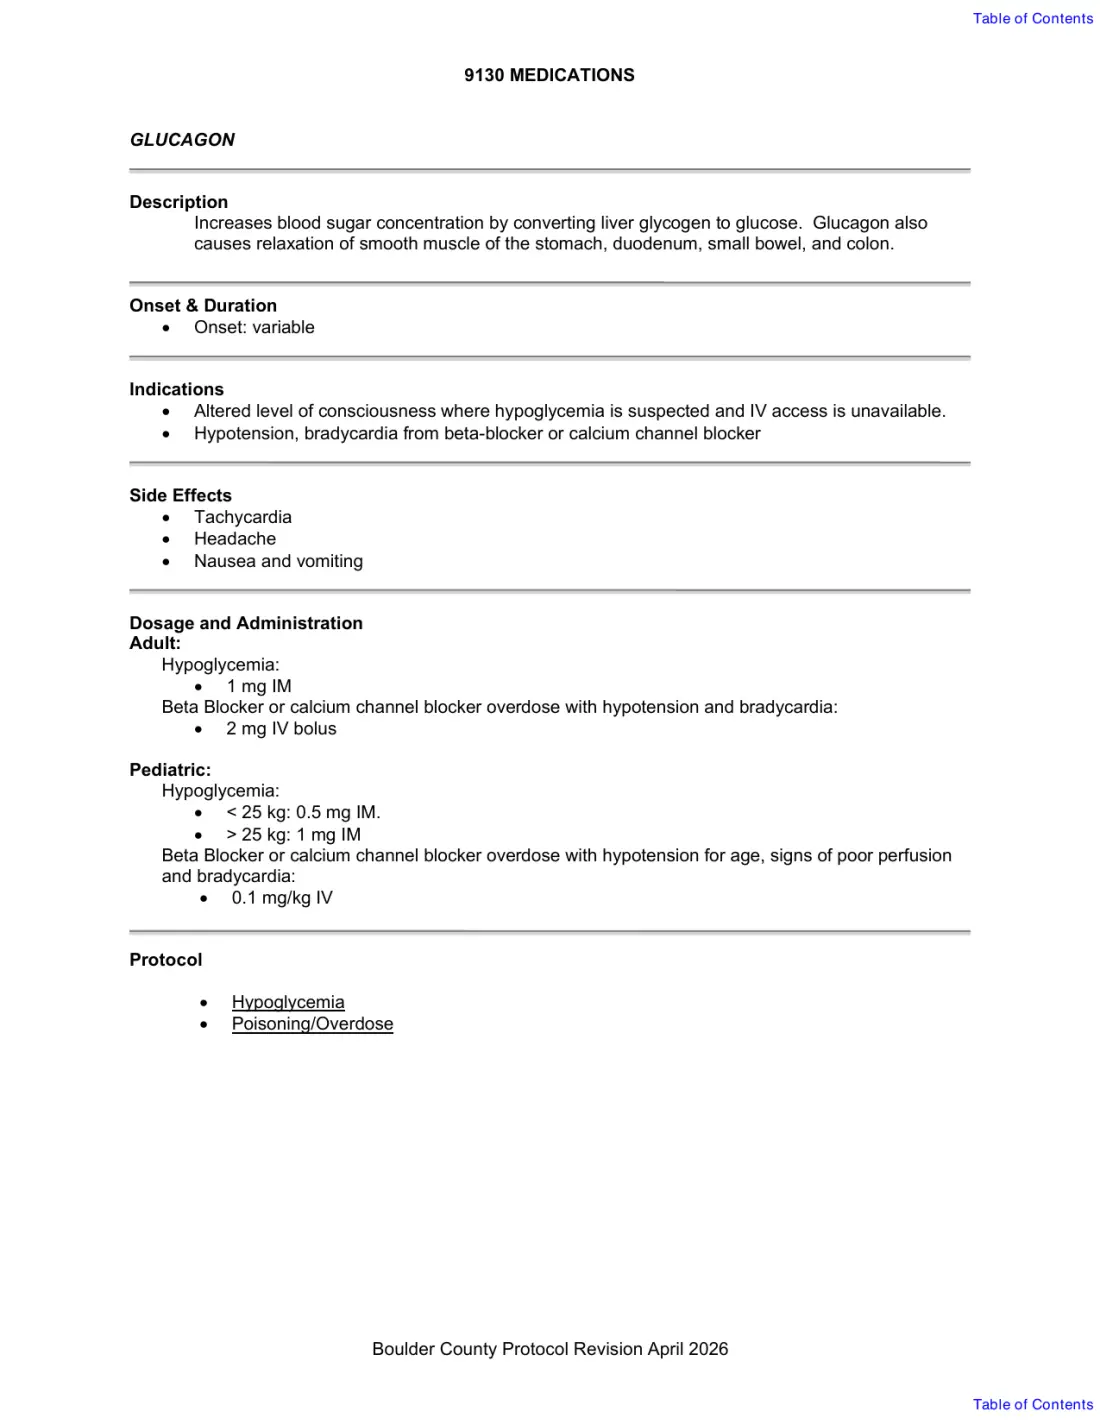 Table of Contents
9130 MEDICATIONS
GLUCAGON
Description
Increases blood sugar concentration by converting liver glycogen to glucose.  Glucagon also
causes relaxation of smooth muscle of the stomach, duodenum, small bowel, and colon.
Onset & Duration
• Onset: variable
Indications
• Altered level of consciousness where hypoglycemia is suspected and IV access is unavailable.
• Hypotension, bradycardia from beta-blocker or calcium channel blocker
Side Effects
• Tachycardia
• Headache
• Nausea and vomiting
Dosage and Administration
Adult:
Hypoglycemia:
• 1 mg IM
Beta Blocker or calcium channel blocker overdose with hypotension and bradycardia:
• 2 mg IV bolus
Pediatric:
Hypoglycemia:
• < 25 kg: 0.5 mg IM.
• > 25 kg: 1 mg IM
Beta Blocker or calcium channel blocker overdose with hypotension for age, signs of poor perfusion
and bradycardia:
• 0.1 mg/kg IV
Protocol
• Hypoglycemia
• Poisoning/Overdose
Boulder County Protocol Revision April 2026
Table of Contents